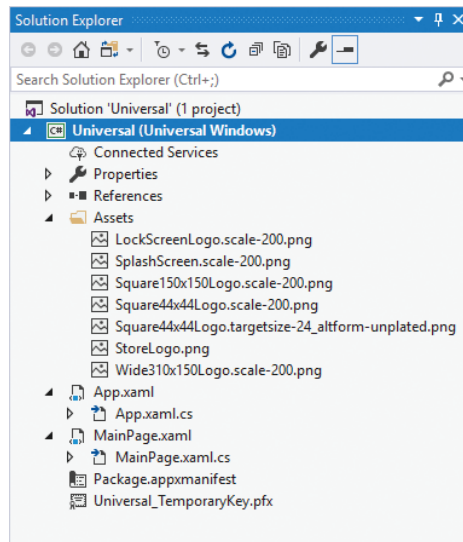 Solution Explorer
Search Solution Explorer (Ctrl+;)
Solution 'Universal' (1 project)
C# Universal (Universal Windows)
Connected Services
Properties
References
Assets
LockScreenLogo.scale-200.png
SplashScreen.scale-200.png
Square150x150Logo.scale-200.png
Square44x44Logo.scale-200.png
Square44x44Logo.targetsize-24_altform-unplated.png
StoreLogo.png
Wide310x150Logo.scale-200.png
App.xaml
App.xaml.cs
MainPage.xaml
MainPage.xaml.cs
Package.appxmanifest
Universal_TemporaryKey.pfx